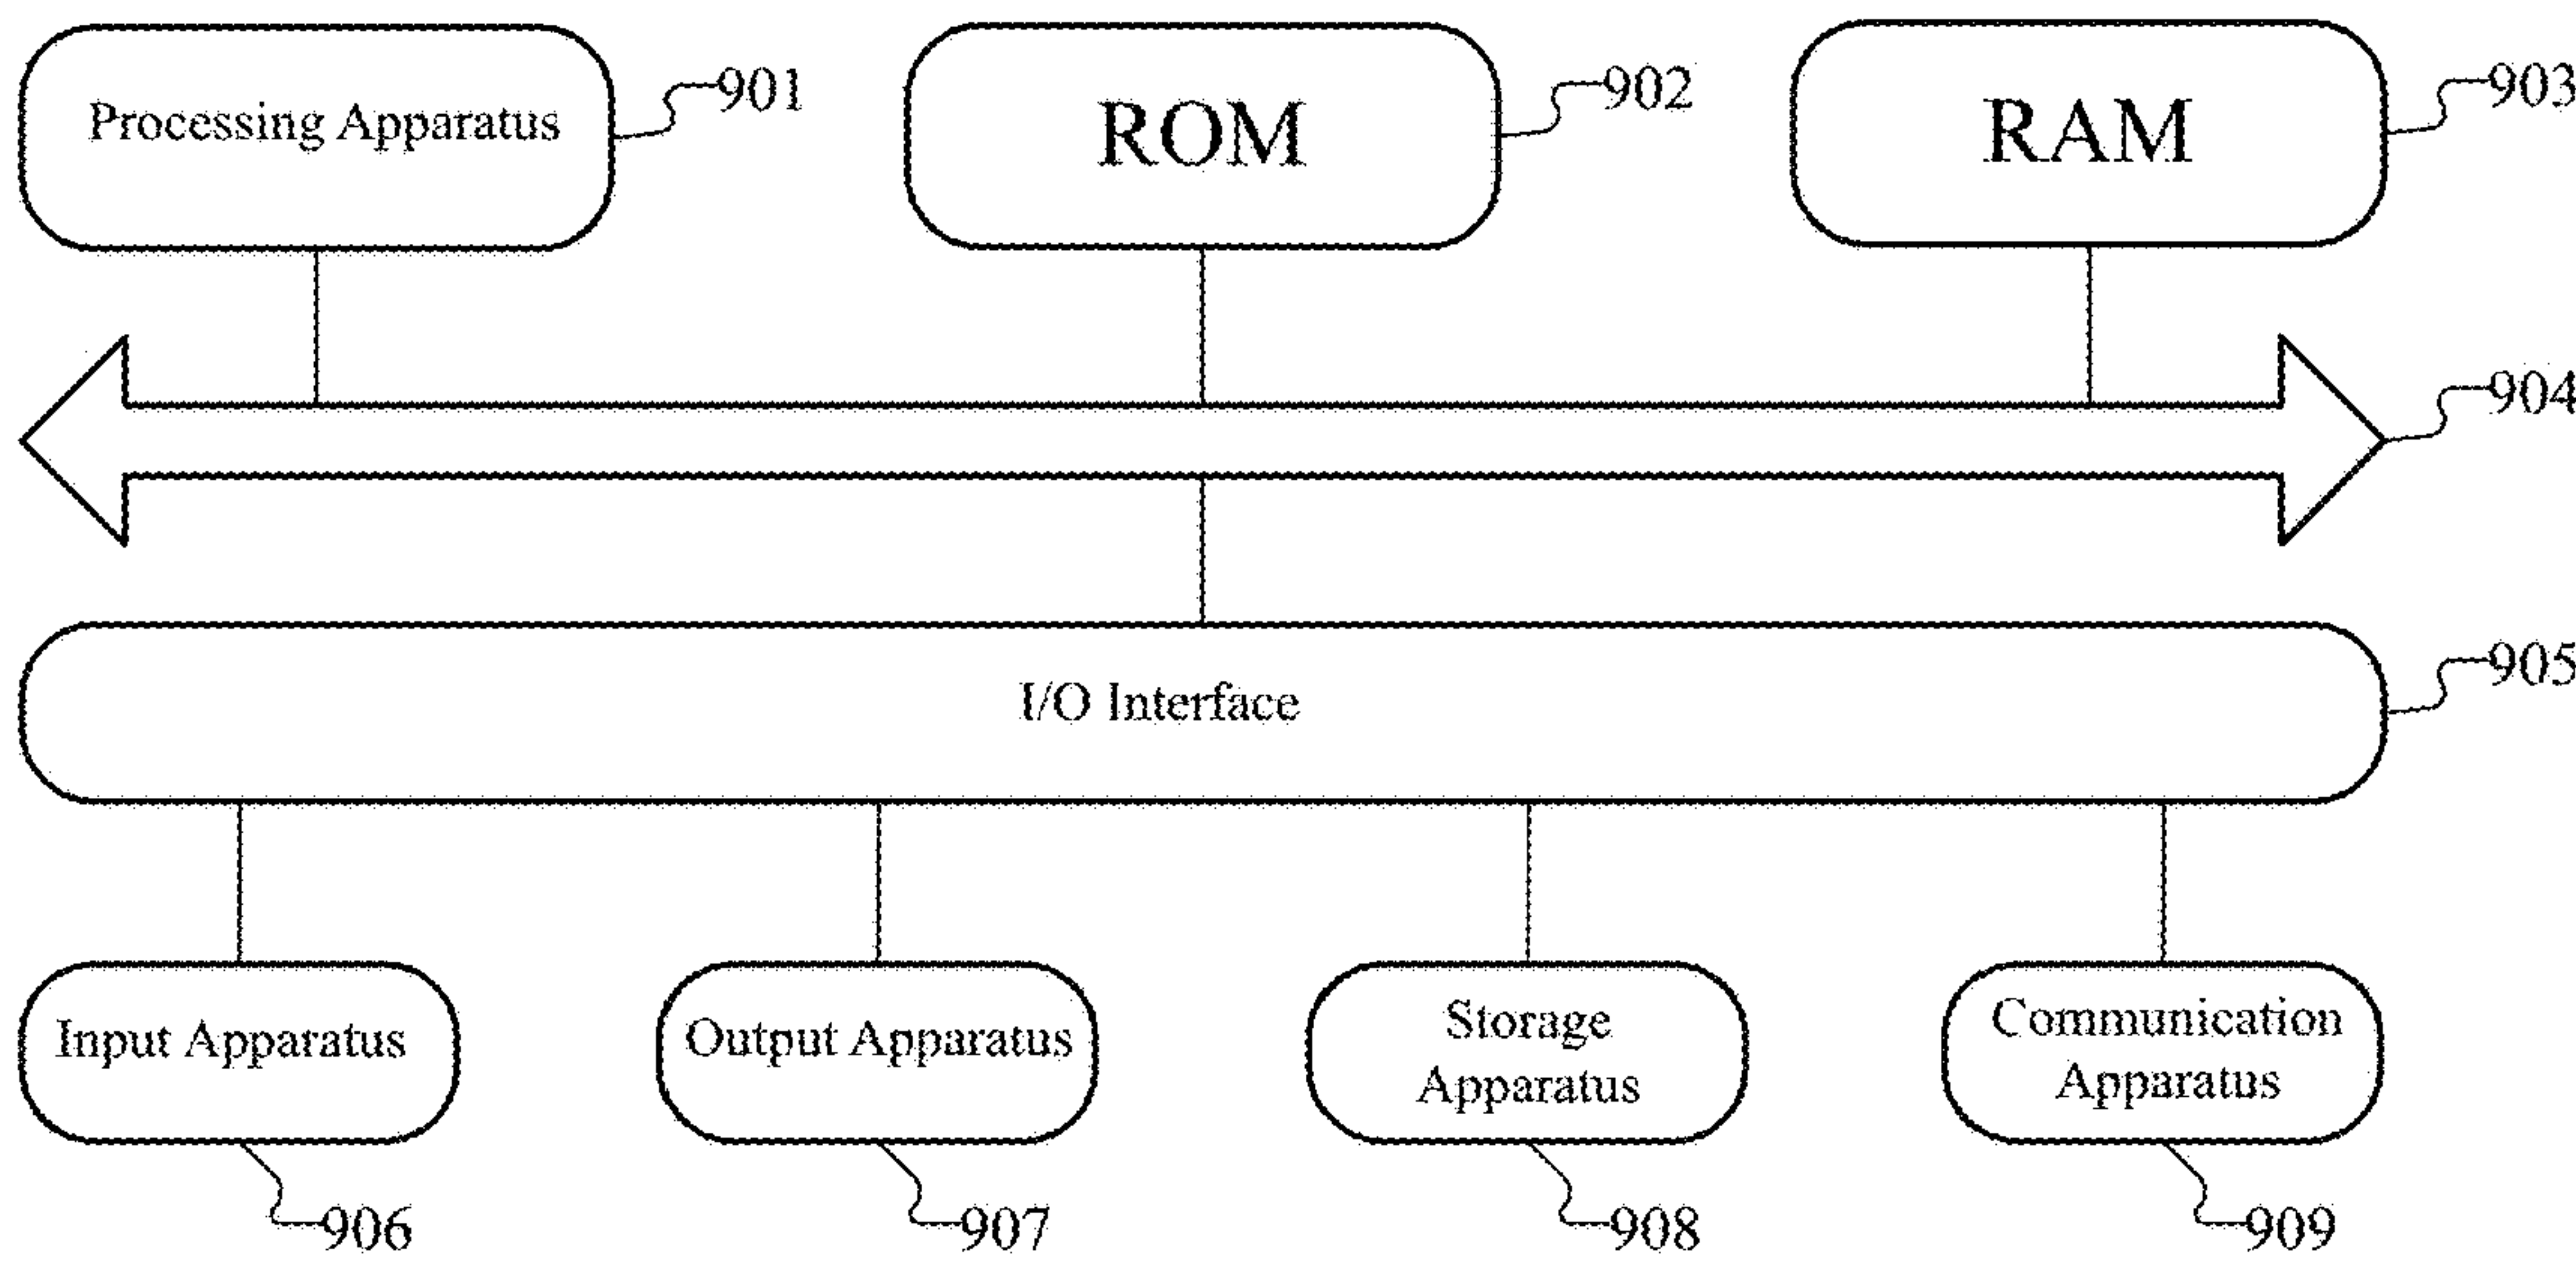 Processing Apparatus
901
ROM
902
RAM
903
904
I/O Interface
905
Input Apparatus
Output Apparatus
Storage
Apparatus
Communication
Apparatus
906
907
908
909